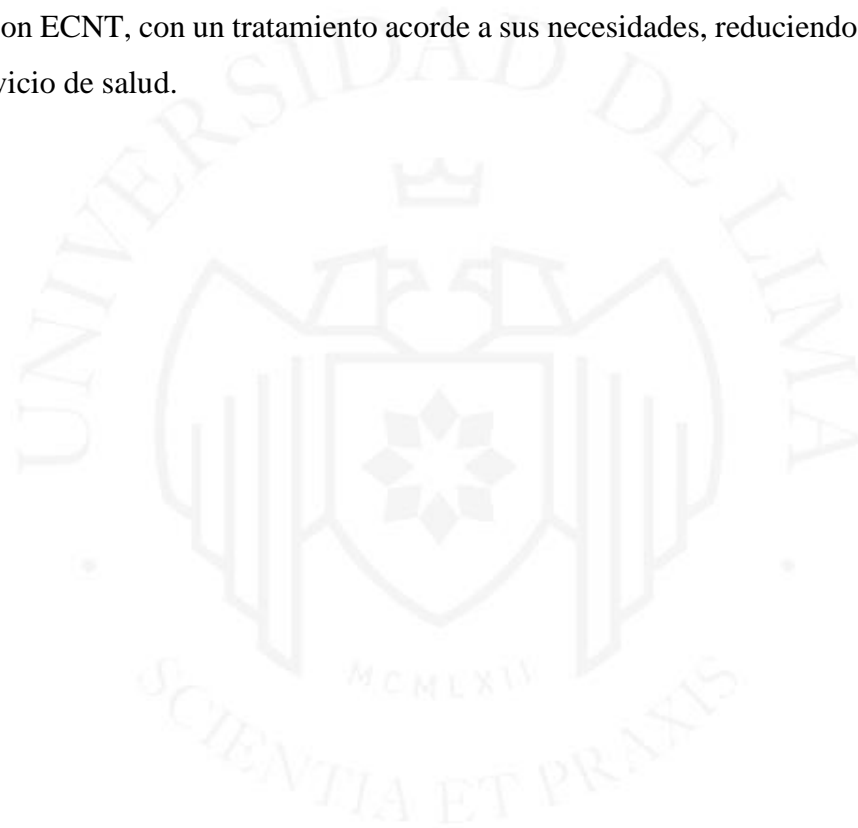 on ECNT, con un tratamiento acorde a sus necesidades, reduciendo
vicio de salud.
UNIVERSIDAD DE LIMA
MCMLXII
SCIENTIA ET PRAXIS